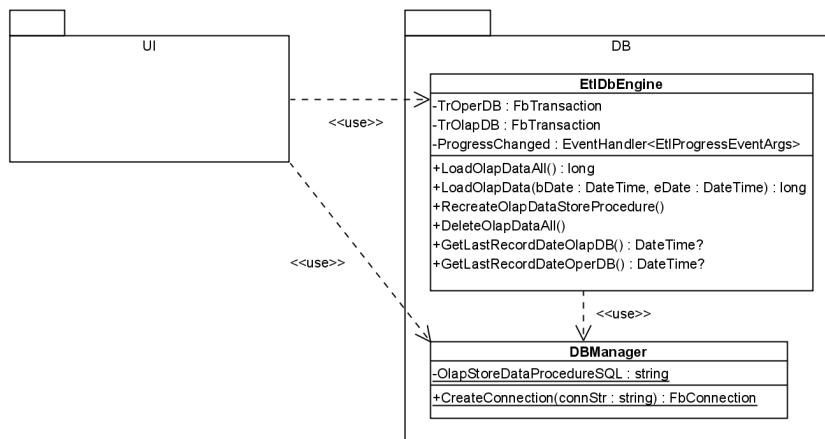 UI
DB
EtlDbEngine
-TrOperDB : FbTransaction
-TrOlapDB : FbTransaction
-ProgressChanged : EventHandler<EtlProgressEventArgs>
+LoadOlapDataAll() : long
+LoadOlapData(bDate : DateTime, eDate : DateTime) : long
+RecreateOlapDataStoreProcedure()
+DeleteOlapDataAll()
+GetLastRecordDateOlapDB() : DateTime?
+GetLastRecordDateOperDB() : DateTime?
<<use>>
<<use>>
<<use>>
DBManager
-OlapStoreDataProcedureSQL : string
+CreateConnection(connStr : string) : FbConnection